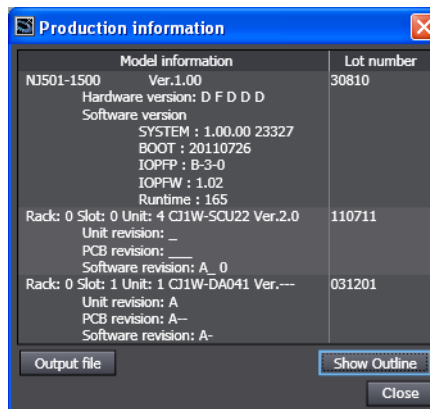 Production information
Model information Lot number
NJ501-1500 Ver.1.00 30810
Hardware version: D F D D D
Software version
SYSTEM : 1.00.00 23327
BOOT : 20110726
IOPFP : B-3-0
IOPFW : 1.02
Runtime : 165
Rack: 0 Slot: 0 Unit: 4 CJ1W-SCU22 Ver.2.0 110711
Unit revision: _
PCB revision: ___
Software revision: A_ 0
Rack: 0 Slot: 1 Unit: 1 CJ1W-DA041 Ver.--- 031201
Unit revision: A
PCB revision: A--
Software revision: A-
Output file Show Outline
Close